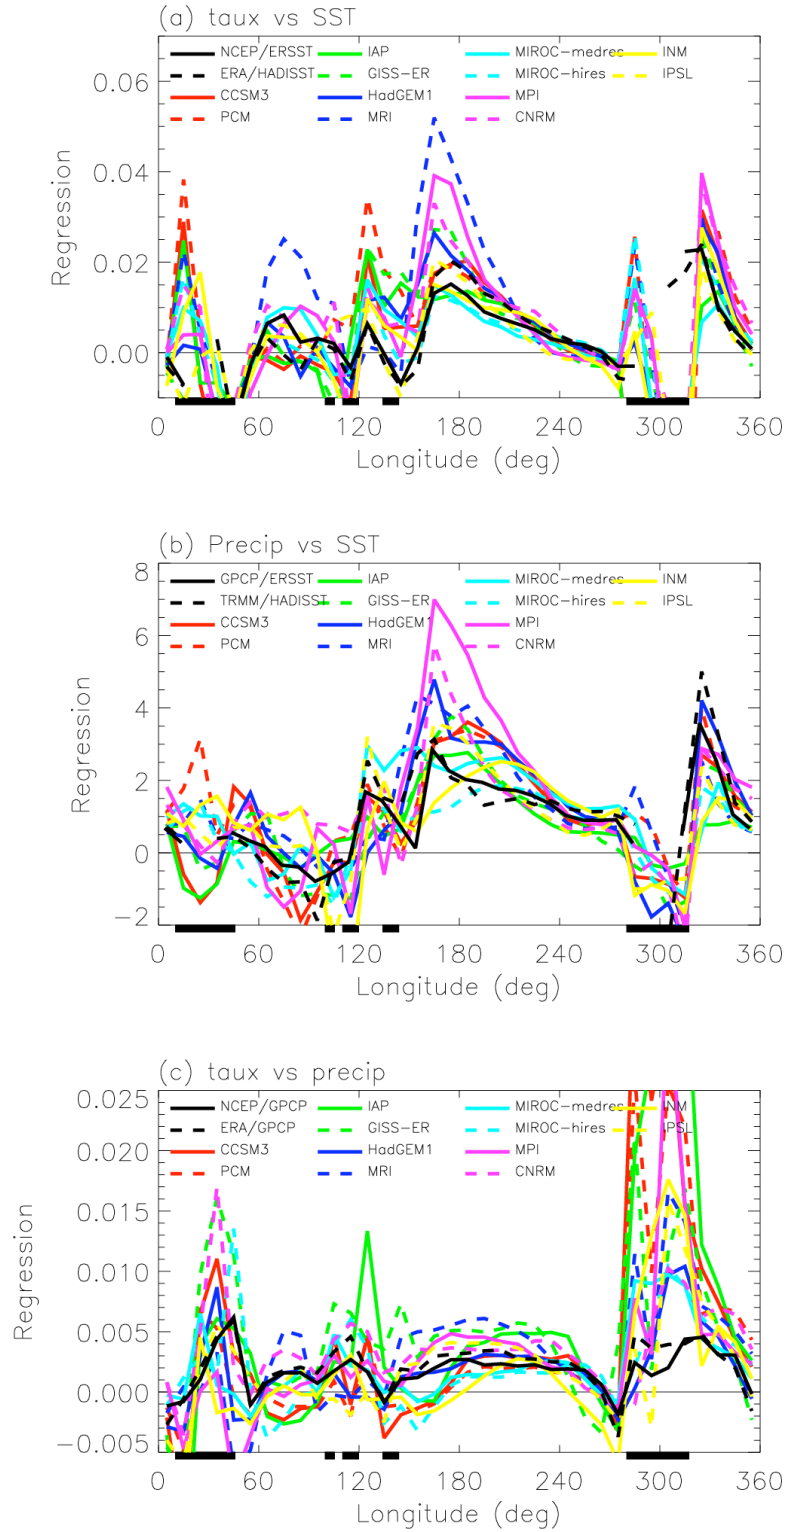 (a) taux vs SST
NCEP/ERSST IAP MIROC-medres INM
ERA/HADISST GISS-ER MIROC-hires IPSL
CCSM3 HadGEM1 MPI
PCM MRI CNRM
0.06
0.04
0.02
0.00
Regression
0 60 120 180 240 300 360
Longitude (deg)
(b) Precip vs SST
GPCP/ERSST IAP MIROC-medres INM
TRMM/HADISST GISS-ER MIROC-hires IPSL
CCSM3 HadGEM1 MPI
PCM MRI CNRM
8
6
4
2
0
-2
Regression
0 60 120 180 240 300 360
Longitude (deg)
(c) taux vs precip
NCEP/GPCP IAP MIROC-medres INM
ERA/GPCP GISS-ER MIROC-hires IPSL
CCSM3 HadGEM1 MPI
PCM MRI CNRM
0.025
0.020
0.015
0.010
0.005
0.000
-0.005
Regression
0 60 120 180 240 300 360
Longitude (deg)